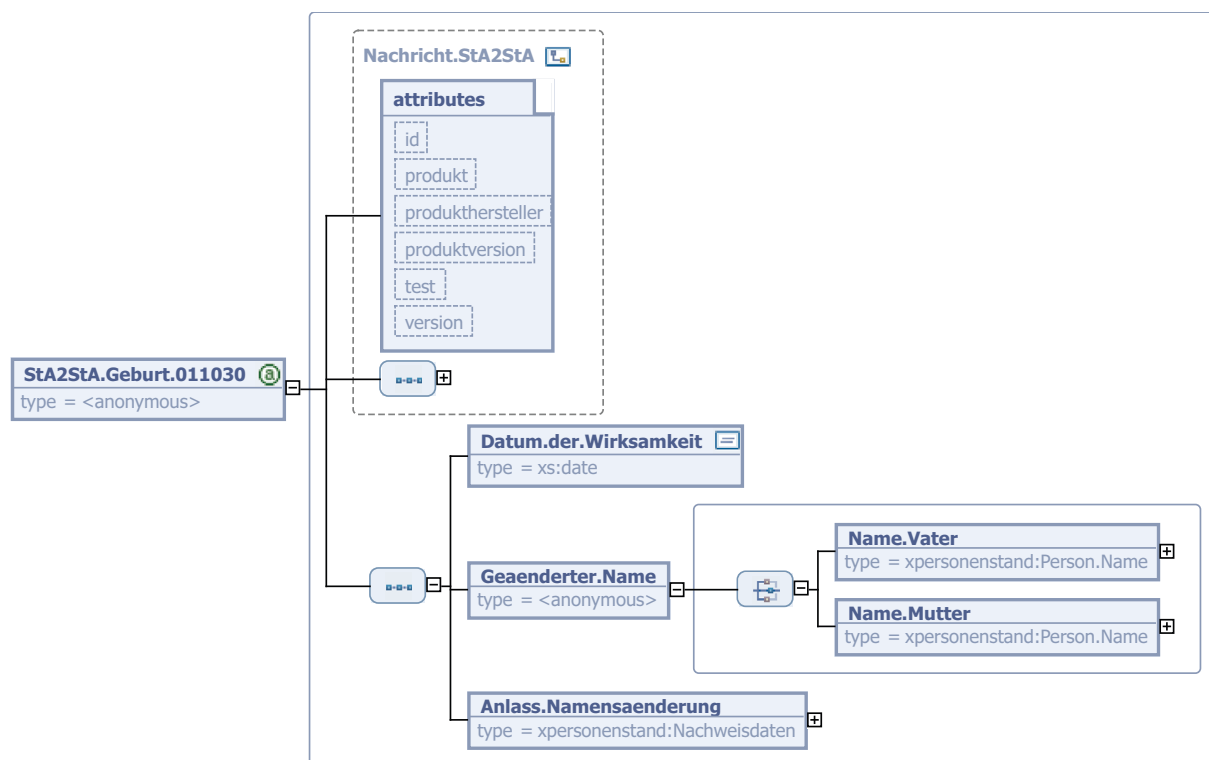 Nachricht.StA2StA
attributes
id
produkt
produkthersteller
produktversion
test
version
StA2StA.Geburt.011030
type = <anonymous>
Datum.der.Wirksamkeit
type = xs:date
Geaenderter.Name
type = <anonymous>
Name.Vater
type = xpersonenstand:Person.Name
Name.Mutter
type = xpersonenstand:Person.Name
Anlass.Namensaenderung
type = xpersonenstand:Nachweisdaten